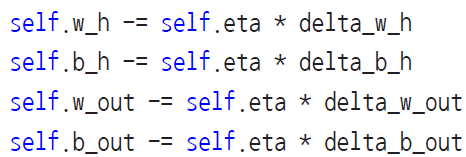 self.w_h -= self.eta * delta_w_h
self.b_h -= self.eta * delta_b_h
self.w_out -= self.eta * delta_w_out
self.b_out -= self.eta * delta_b_out